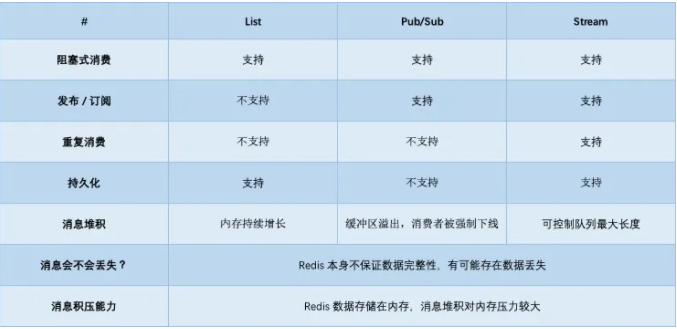 # List Pub/Sub Stream
阻塞式消费 支持 支持 支持
发布 / 订阅 不支持 支持 支持
重复消费 不支持 不支持 支持
持久化 支持 不支持 支持
消息堆积 内存持续增长 缓冲区溢出，消费者被强制下线 可控制队列最大长度
消息会不会丢失？ Redis 本身不保证数据完整性，有可能存在数据丢失
消息积压能力 Redis 数据存储在内存，消息堆积对内存压力较大